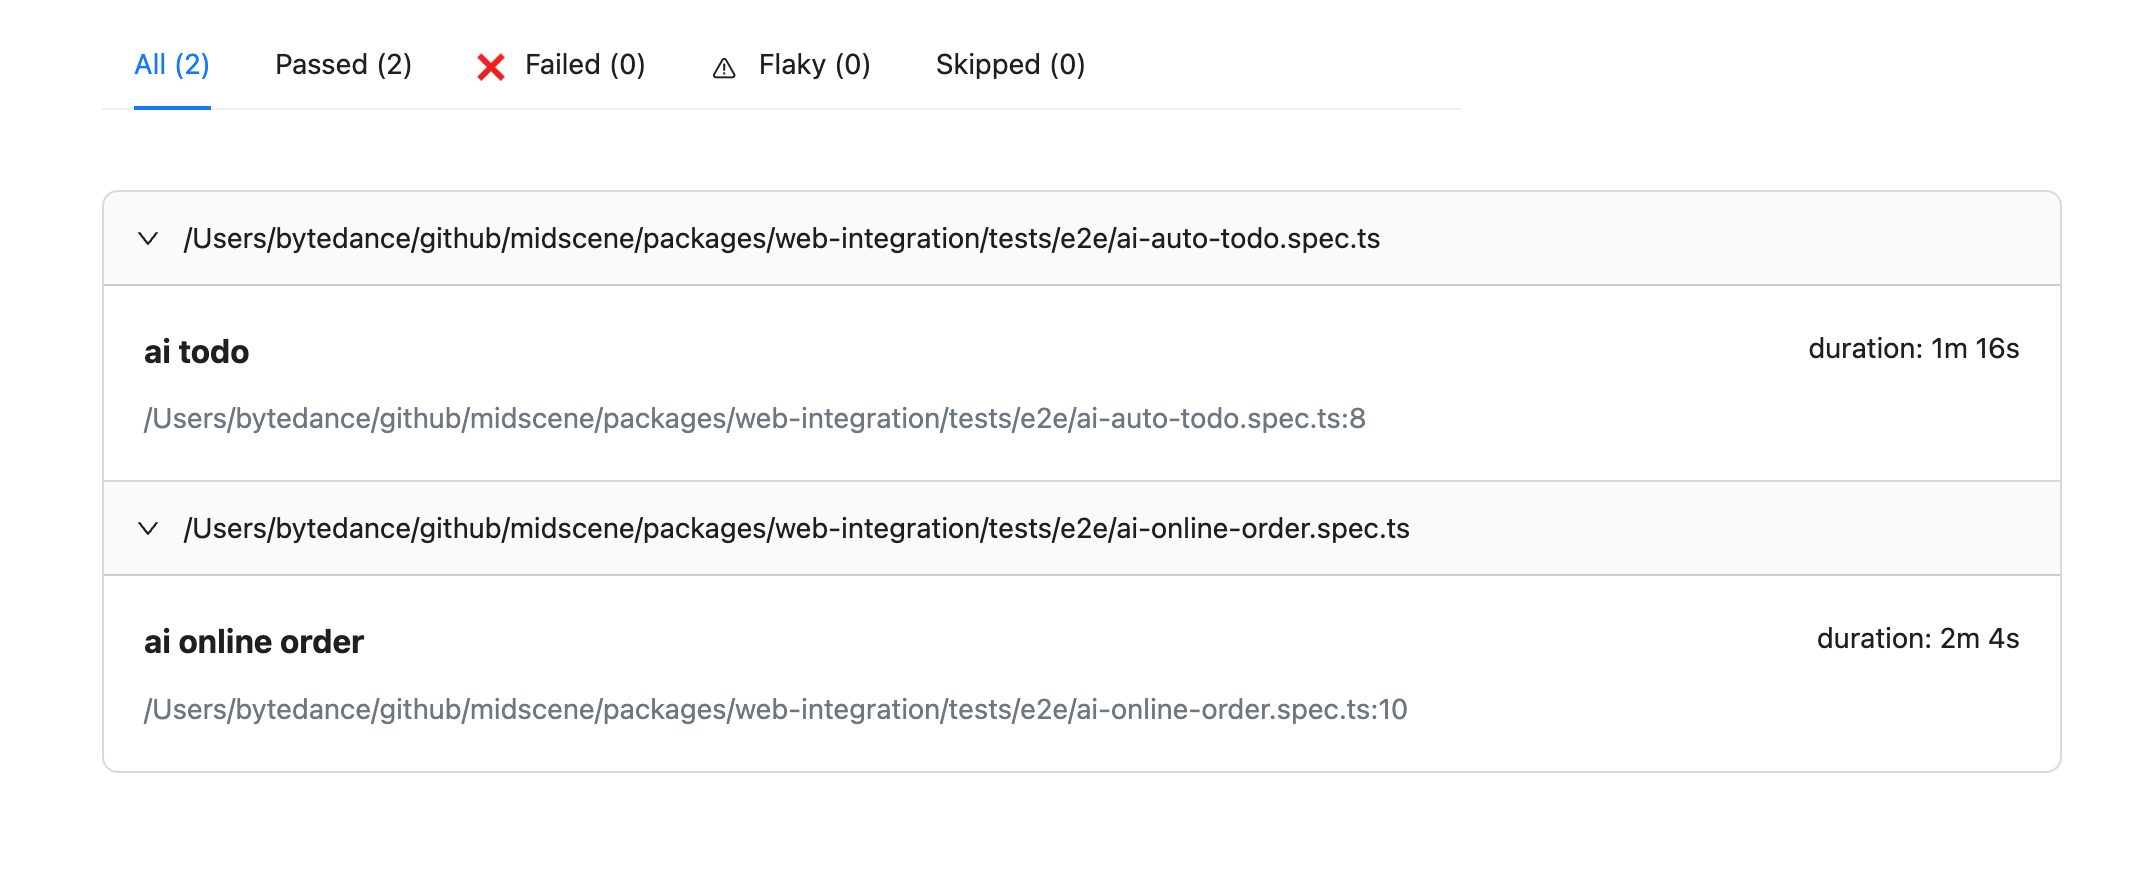 All (2) Passed (2) Failed (0) Flaky (0) Skipped (0)
/Users/bytedance/github/midscene/packages/web-integration/tests/e2e/ai-auto-todo.spec.ts
ai todo duration: 1m 16s
/Users/bytedance/github/midscene/packages/web-integration/tests/e2e/ai-auto-todo.spec.ts:8
/Users/bytedance/github/midscene/packages/web-integration/tests/e2e/ai-online-order.spec.ts
ai online order duration: 2m 4s
/Users/bytedance/github/midscene/packages/web-integration/tests/e2e/ai-online-order.spec.ts:10